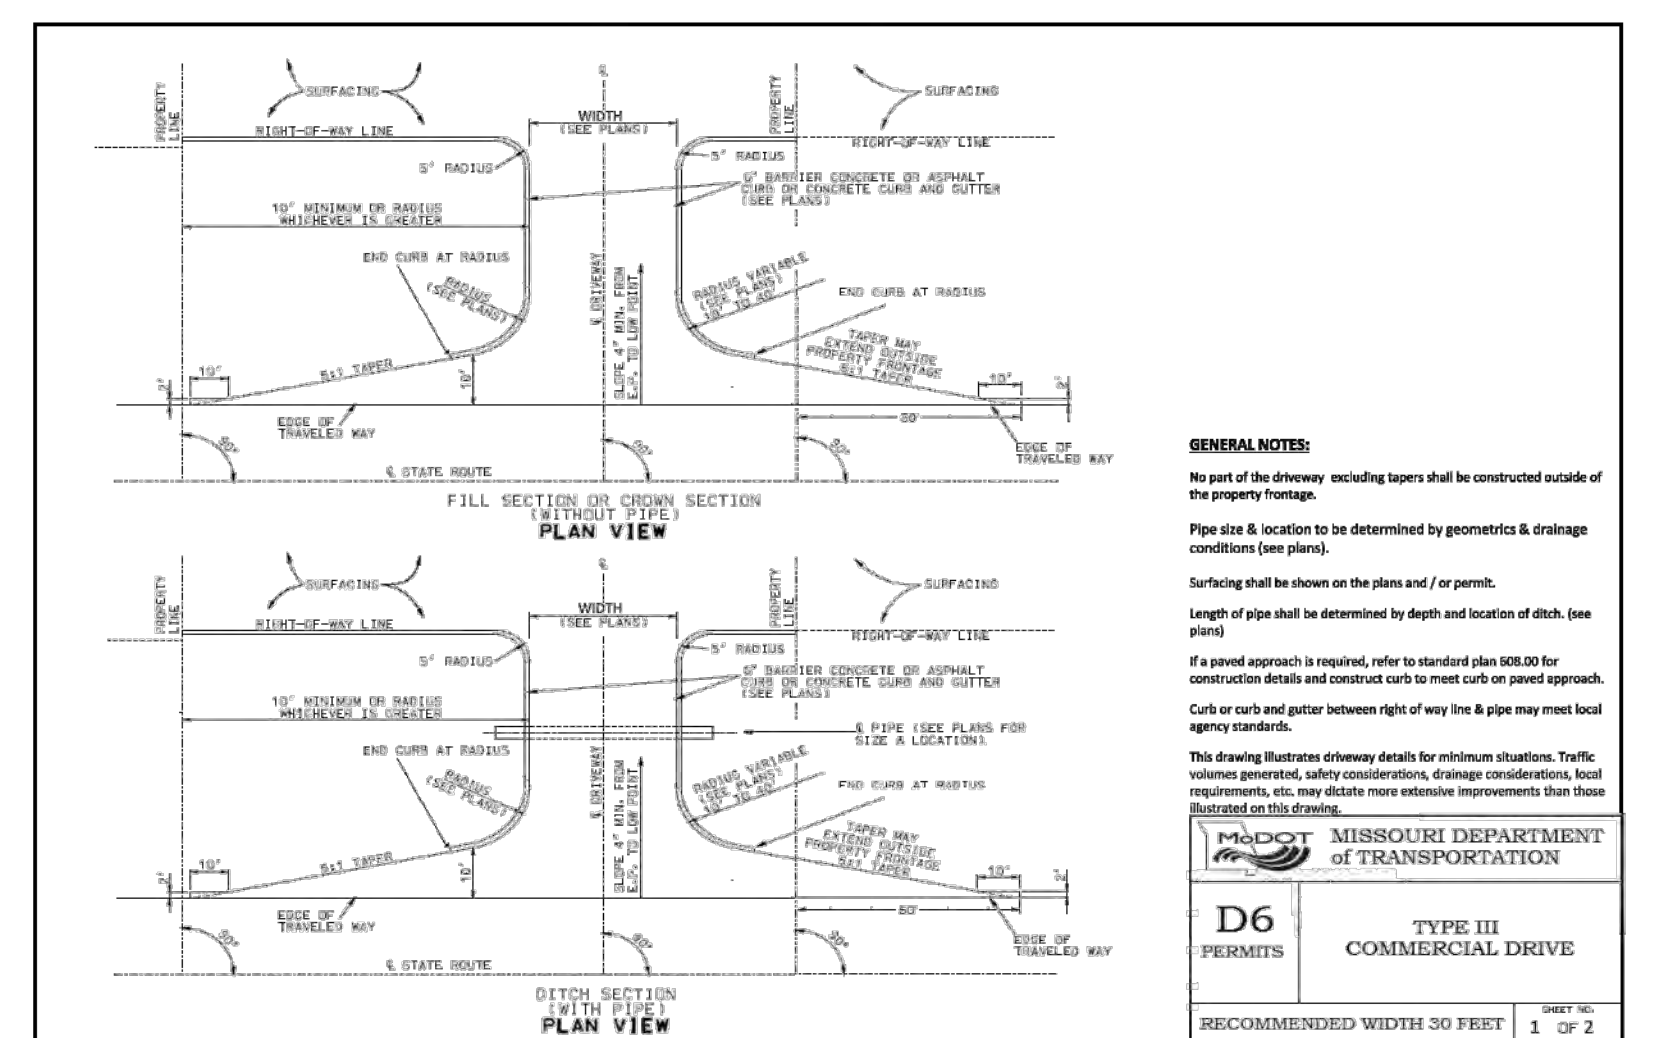 PROPERTY LINE
SURFACING
RIGHT-OF-WAY LINE
WIDTH
(SEE PLANS)
PROPERTY LINE
SURFACING
RIGHT-OF-WAY LINE
5' RADIUS
5' RADIUS
6" BARRIER CONCRETE OR ASPHALT
CURB OR CONCRETE CURB AND GUTTER
(SEE PLANS)
10' MINIMUM OR RADIUS
WHICHEVER IS GREATER
END CURB AT RADIUS
RADIUS
(SEE PLANS)
℄ DRIVEWAY
SLOPE 4" MIN. FROM
E.P. TO LOW POINT
RADIUS VARIABLE
(SEE PLANS)
10' TO 40'
END CURB AT RADIUS
TAPER MAY
EXTEND OUTSIDE
PROPERTY FRONTAGE
5:1 TAPER
2'
10'
5:1 TAPER
10'
10'
2'
EDGE OF
TRAVELED WAY
90°
90°
90°
EDGE OF
TRAVELED WAY
℄ STATE ROUTE
FILL SECTION OR CROWN SECTION
(WITHOUT PIPE)
PLAN VIEW
PROPERTY LINE
SURFACING
RIGHT-OF-WAY LINE
WIDTH
(SEE PLANS)
PROPERTY LINE
SURFACING
RIGHT-OF-WAY LINE
5' RADIUS
5' RADIUS
6" BARRIER CONCRETE OR ASPHALT
CURB OR CONCRETE CURB AND GUTTER
(SEE PLANS)
10' MINIMUM OR RADIUS
WHICHEVER IS GREATER
℄ PIPE (SEE PLANS FOR
SIZE & LOCATION).
END CURB AT RADIUS
RADIUS
(SEE PLANS)
℄ DRIVEWAY
SLOPE 4" MIN. FROM
E.P. TO LOW POINT
RADIUS VARIABLE
(SEE PLANS)
10' TO 40'
END CURB AT RADIUS
TAPER MAY
EXTEND OUTSIDE
PROPERTY FRONTAGE
5:1 TAPER
2'
10'
5:1 TAPER
10'
10'
2'
EDGE OF
TRAVELED WAY
90°
90°
90°
EDGE OF
TRAVELED WAY
℄ STATE ROUTE
DITCH SECTION
(WITH PIPE)
PLAN VIEW
GENERAL NOTES:
No part of the driveway excluding tapers shall be constructed outside of
the property frontage.
Pipe size & location to be determined by geometrics & drainage
conditions (see plans).
Surfacing shall be shown on the plans and / or permit.
Length of pipe shall be determined by depth and location of ditch. (see
plans)
If a paved approach is required, refer to standard plan 608.00 for
construction details and construct curb to meet curb on paved approach.
Curb or curb and gutter between right of way line & pipe may meet local
agency standards.
This drawing illustrates driveway details for minimum situations. Traffic
volumes generated, safety considerations, drainage considerations, local
requirements, etc. may dictate more extensive improvements than those
illustrated on this drawing.
MoDOT
MISSOURI DEPARTMENT
of TRANSPORTATION
D6
PERMITS
TYPE III
COMMERCIAL DRIVE
RECOMMENDED WIDTH 30 FEET
SHEET NO.
1 OF 2